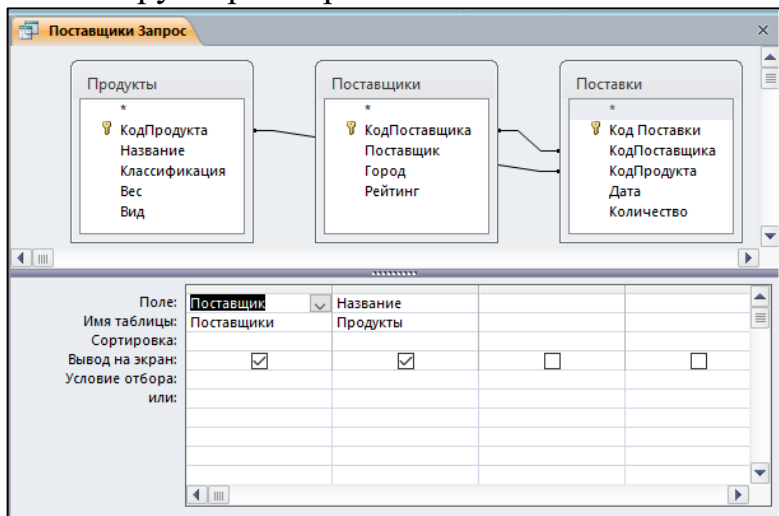 Поставщики Запрос
Продукты
*
КодПродукта
Название
Классификация
Вес
Вид
Поставщики
*
КодПоставщика
Поставщик
Город
Рейтинг
Поставки
*
Код Поставки
КодПоставщика
КодПродукта
Дата
Количество
Поле: Поставщик Название
Имя таблицы: Поставщики Продукты
Сортировка:
Вывод на экран:
Условие отбора:
или: